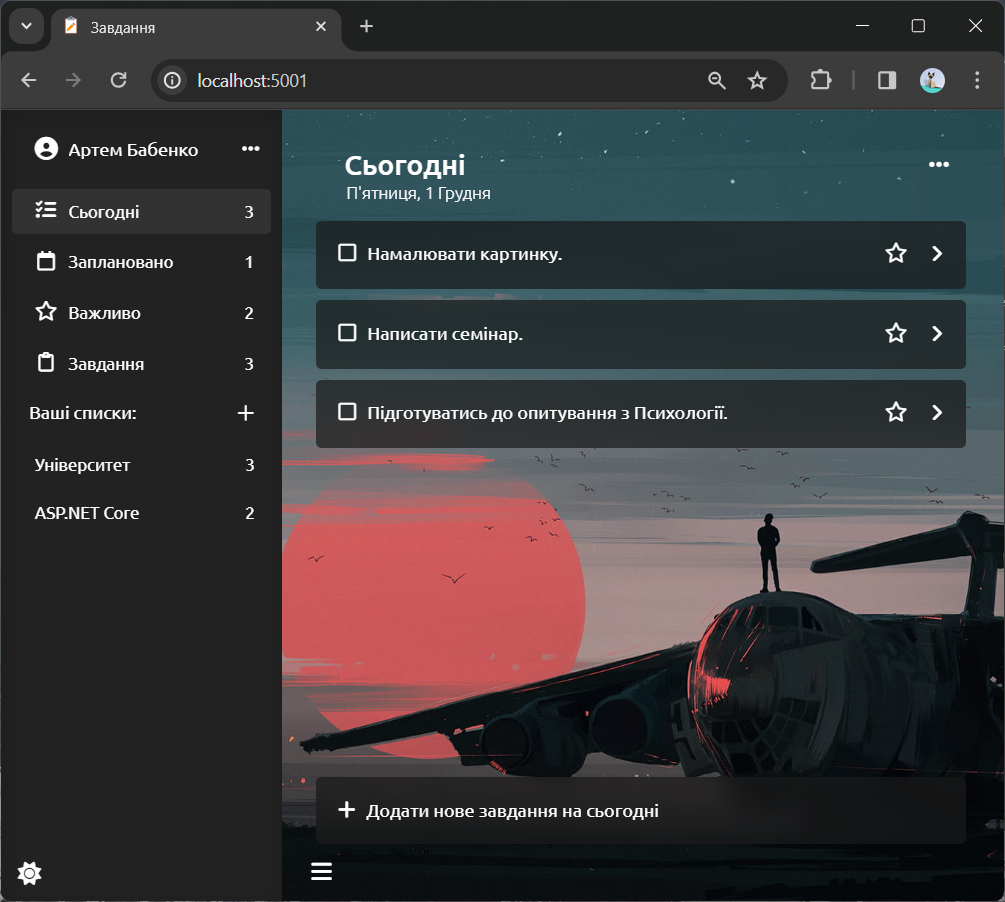 Завдання
localhost:5001
Артем Бабенко
Сьогодні 3
Заплановано 1
Важливо 2
Завдання 3
Ваші списки:
Університет 3
ASP.NET Core 2
Сьогодні
П'ятниця, 1 Грудня
Намалювати картинку.
Написати семінар.
Підготуватись до опитування з Психології.
Додати нове завдання на сьогодні